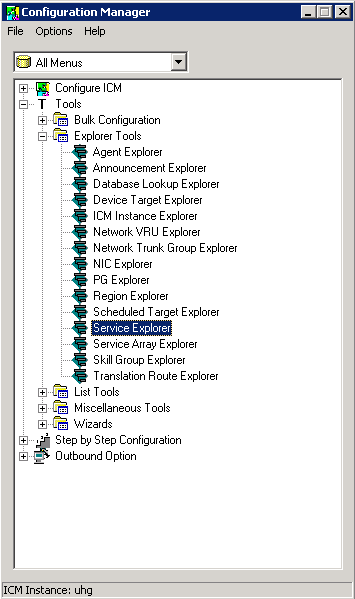 Configuration Manager
File Options Help
All Menus
Configure ICM
Tools
Bulk Configuration
Explorer Tools
Agent Explorer
Announcement Explorer
Database Lookup Explorer
Device Target Explorer
ICM Instance Explorer
Network VRU Explorer
Network Trunk Group Explorer
NIC Explorer
PG Explorer
Region Explorer
Scheduled Target Explorer
Service Explorer
Service Array Explorer
Skill Group Explorer
Translation Route Explorer
List Tools
Miscellaneous Tools
Wizards
Step by Step Configuration
Outbound Option
ICM Instance: uhg